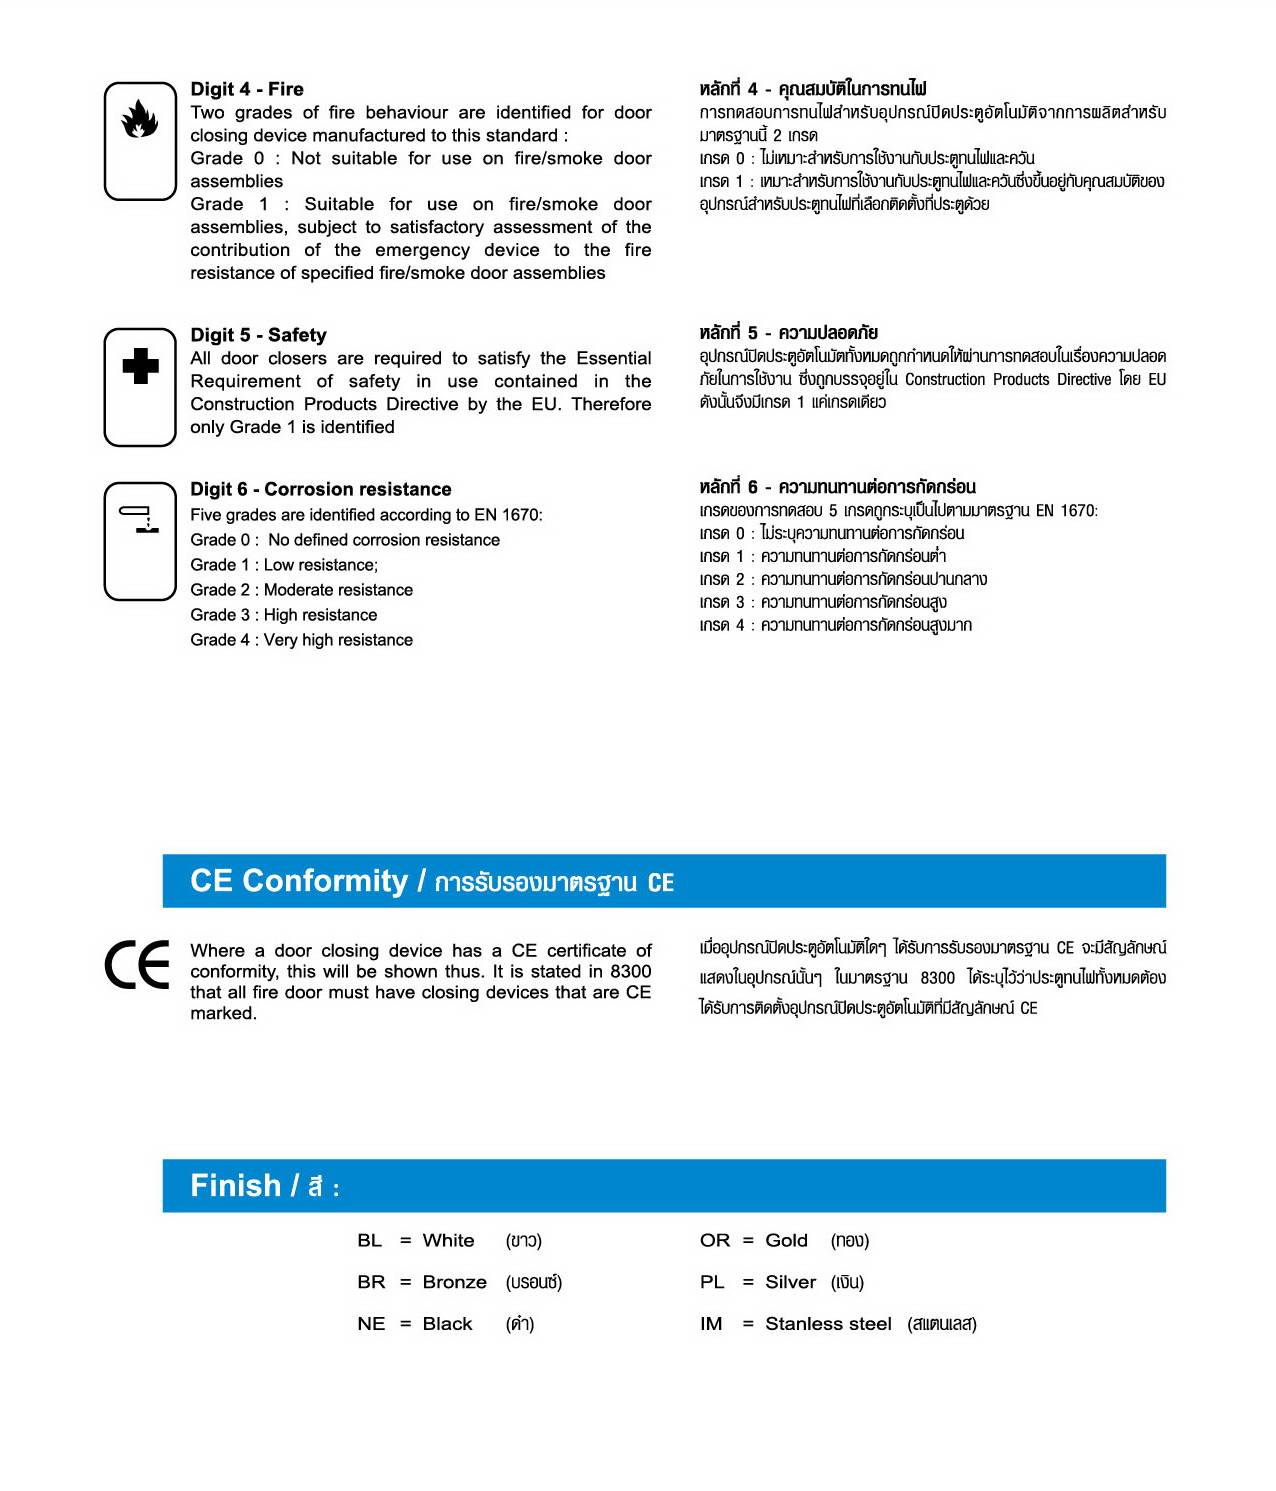 Digit 4 - Fire
Two grades of fire behaviour are identified for door
closing device manufactured to this standard :
Grade 0 : Not suitable for use on fire/smoke door
assemblies
Grade 1 : Suitable for use on fire/smoke door
assemblies, subject to satisfactory assessment of the
contribution of the emergency device to the fire
resistance of specified fire/smoke door assemblies
หลักที่ 4 - คุณสมบัติในการทนไฟ
การทดสอบการทนไฟสำหรับอุปกรณ์ปิดประตูอัตโนมัติจากการผลิตสำหรับ
มาตรฐานนี้ 2 เกรด
เกรด 0 : ไม่เหมาะสำหรับการใช้งานกับประตูทนไฟและควัน
เกรด 1 : เหมาะสำหรับการใช้งานกับประตูทนไฟและควันซึ่งขึ้นอยู่กับคุณสมบัติของ
อุปกรณ์สำหรับประตูทนไฟที่เลือกติดตั้งที่ประตูด้วย
Digit 5 - Safety
All door closers are required to satisfy the Essential
Requirement of safety in use contained in the
Construction Products Directive by the EU. Therefore
only Grade 1 is identified
หลักที่ 5 - ความปลอดภัย
อุปกรณ์ปิดประตูอัตโนมัตทั้งหมดถูกกำหนดให้ผ่านการทดสอบในเรื่องความปลอด
ภัยในการใช้งาน ซึ่งถูกบรรจุอยู่ใน Construction Products Directive โดย EU
ดังนั้นจึงมีเกรด 1 แค่เกรดเดียว
Digit 6 - Corrosion resistance
Five grades are identified according to EN 1670:
Grade 0 : No defined corrosion resistance
Grade 1 : Low resistance;
Grade 2 : Moderate resistance
Grade 3 : High resistance
Grade 4 : Very high resistance
หลักที่ 6 - ความทนทานต่อการกัดกร่อน
เกรดของการทดสอบ 5 เกรดถูกระบุเป็นไปตามมาตรฐาน EN 1670:
เกรด 0 : ไม่ระบุความทนทานต่อการกัดกร่อน
เกรด 1 : ความทนทานต่อการกัดกร่อนต่ำ
เกรด 2 : ความทนทานต่อการกัดกร่อนปานกลาง
เกรด 3 : ความทนทานต่อการกัดกร่อนสูง
เกรด 4 : ความทนทานต่อการกัดกร่อนสูงมาก
CE Conformity / การรับรองมาตรฐาน CE
CE
Where a door closing device has a CE certificate of
conformity, this will be shown thus. It is stated in 8300
that all fire door must have closing devices that are CE
marked.
เมื่ออุปกรณ์ปิดประตูอัตโนมัติใดๆ ได้รับการรับรองมาตรฐาน CE จะมีสัญลักษณ์
แสดงในอุปกรณ์นั้นๆ ในมาตรฐาน 8300 ได้ระบุไว้ว่าประตูทนไฟทั้งหมดต้อง
ได้รับการติดตั้งอุปกรณ์ปิดประตูอัตโนมัติที่มีสัญลักษณ์ CE
Finish / สี :
BL = White (ขาว)
BR = Bronze (บรอนซ์)
NE = Black (ดำ)
OR = Gold (ทอง)
PL = Silver (เงิน)
IM = Stanless steel (สแตนเลส)